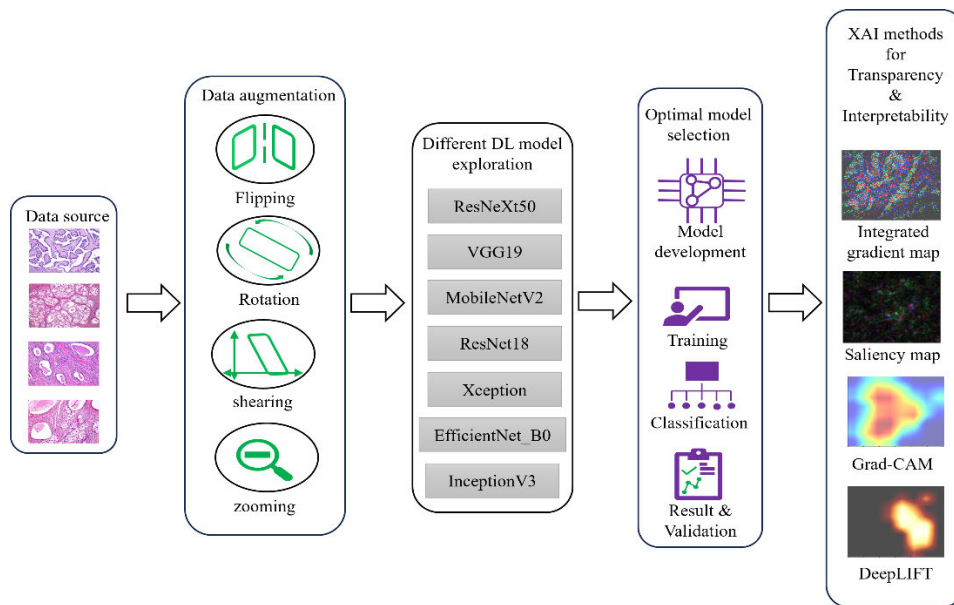 Data source
Data augmentation
Flipping
Rotation
shearing
zooming
Different DL model
exploration
ResNeXt50
VGG19
MobileNetV2
ResNet18
Xception
EfficientNet_B0
InceptionV3
Optimal model
selection
Model
development
Training
Classification
Result &
Validation
XAI methods
for
Transparency
&
Interpretability
Integrated
gradient map
Saliency map
Grad-CAM
DeepLIFT